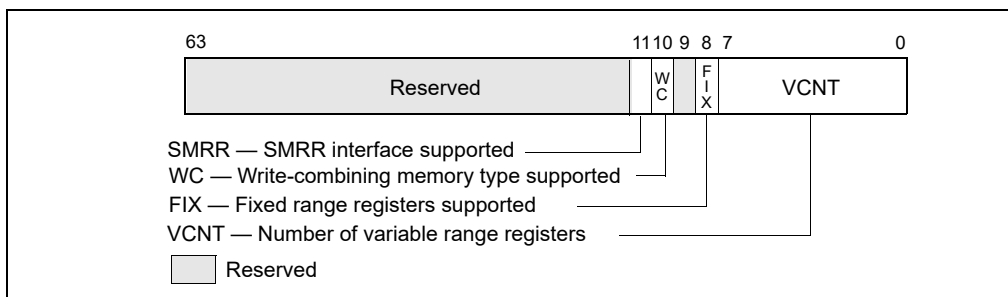 63 11 10 9 8 7 0
Reserved
W
C
F
I
X
VCNT
SMRR — SMRR interface supported
WC — Write-combining memory type supported
FIX — Fixed range registers supported
VCNT — Number of variable range registers
Reserved